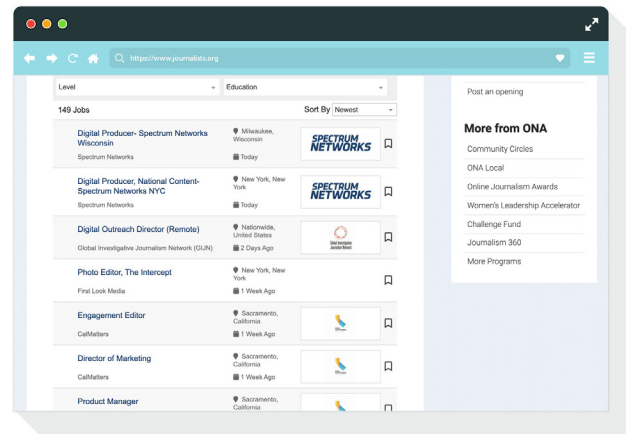 https://www.journalists.org
Level
Education
149 Jobs
Sort By Newest
Digital Producer- Spectrum Networks
Wisconsin
Spectrum Networks
Milwaukee,
Wisconsin
Today
SPECTRUM
NETWORKS
Digital Producer, National Content-
Spectrum Networks NYC
Spectrum Networks
New York, New
York
Today
SPECTRUM
NETWORKS
Digital Outreach Director (Remote)
Global Investigative Journalism Network (GIJN)
Nationwide,
United States
2 Days Ago
Global Investigative
Journalism Network
Photo Editor, The Intercept
First Look Media
New York, New
York
1 Week Ago
Engagement Editor
CalMatters
Sacramento,
California
1 Week Ago
Director of Marketing
CalMatters
Sacramento,
California
1 Week Ago
Product Manager
Sacramento,
California
Post an opening
More from ONA
Community Circles
ONA Local
Online Journalism Awards
Women's Leadership Accelerator
Challenge Fund
Journalism 360
More Programs